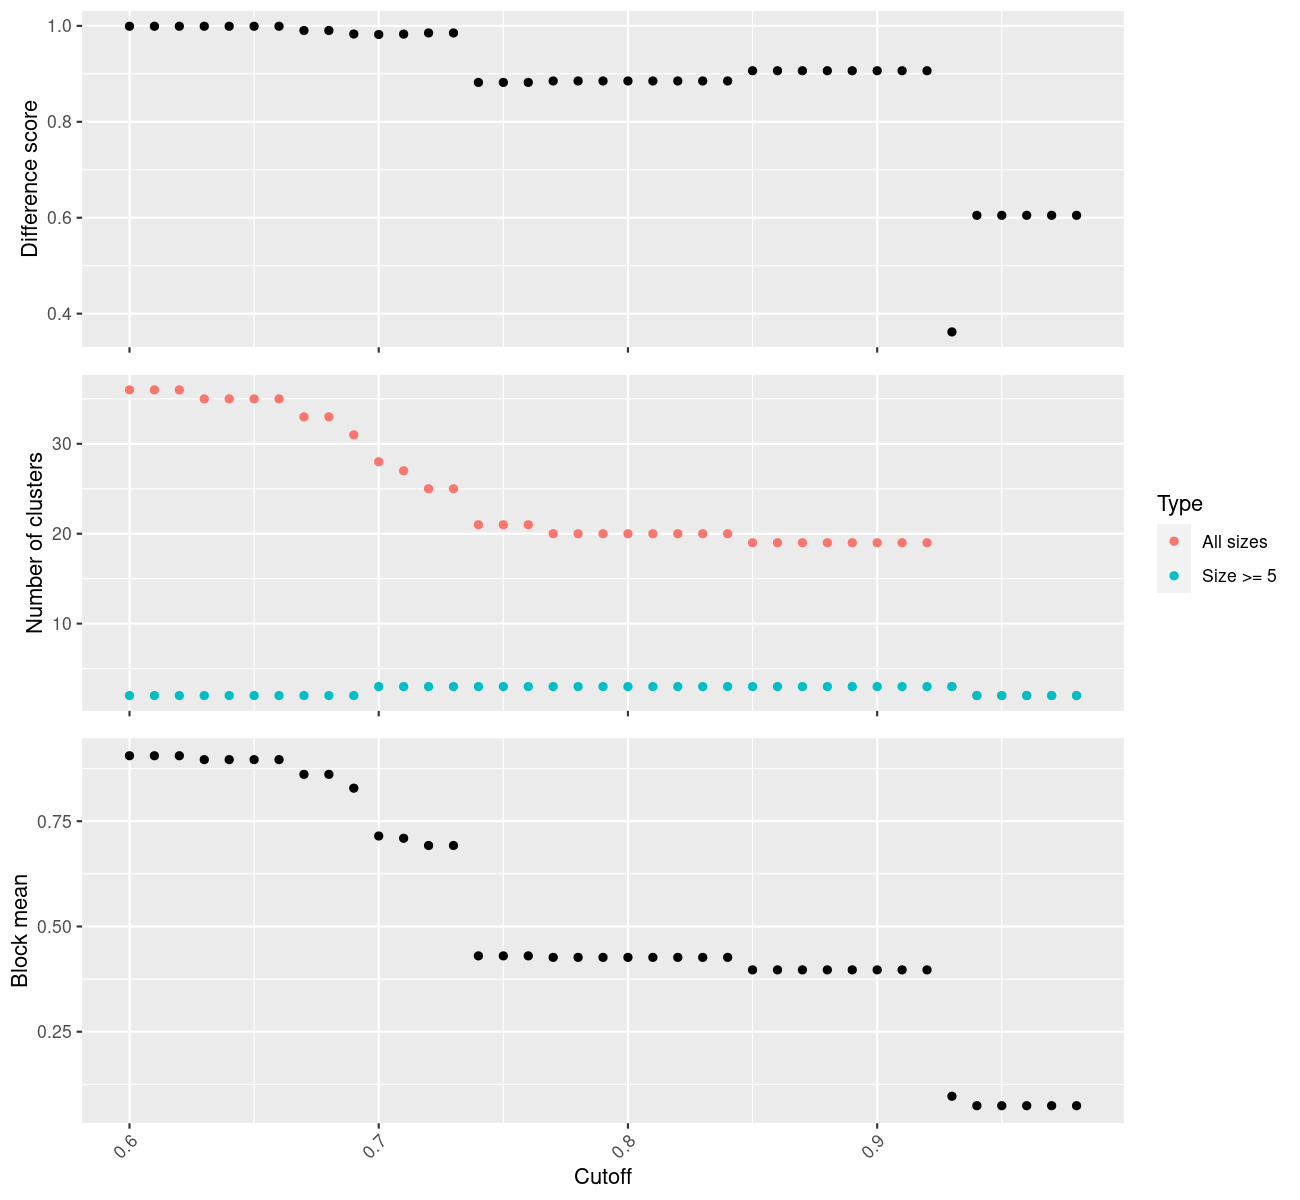 1.0
0.8
0.6
0.4
Difference score
30
20
10
Number of clusters
Type
All sizes
Size >= 5
0.75
0.50
0.25
Block mean
0.6 0.7 0.8 0.9
Cutoff